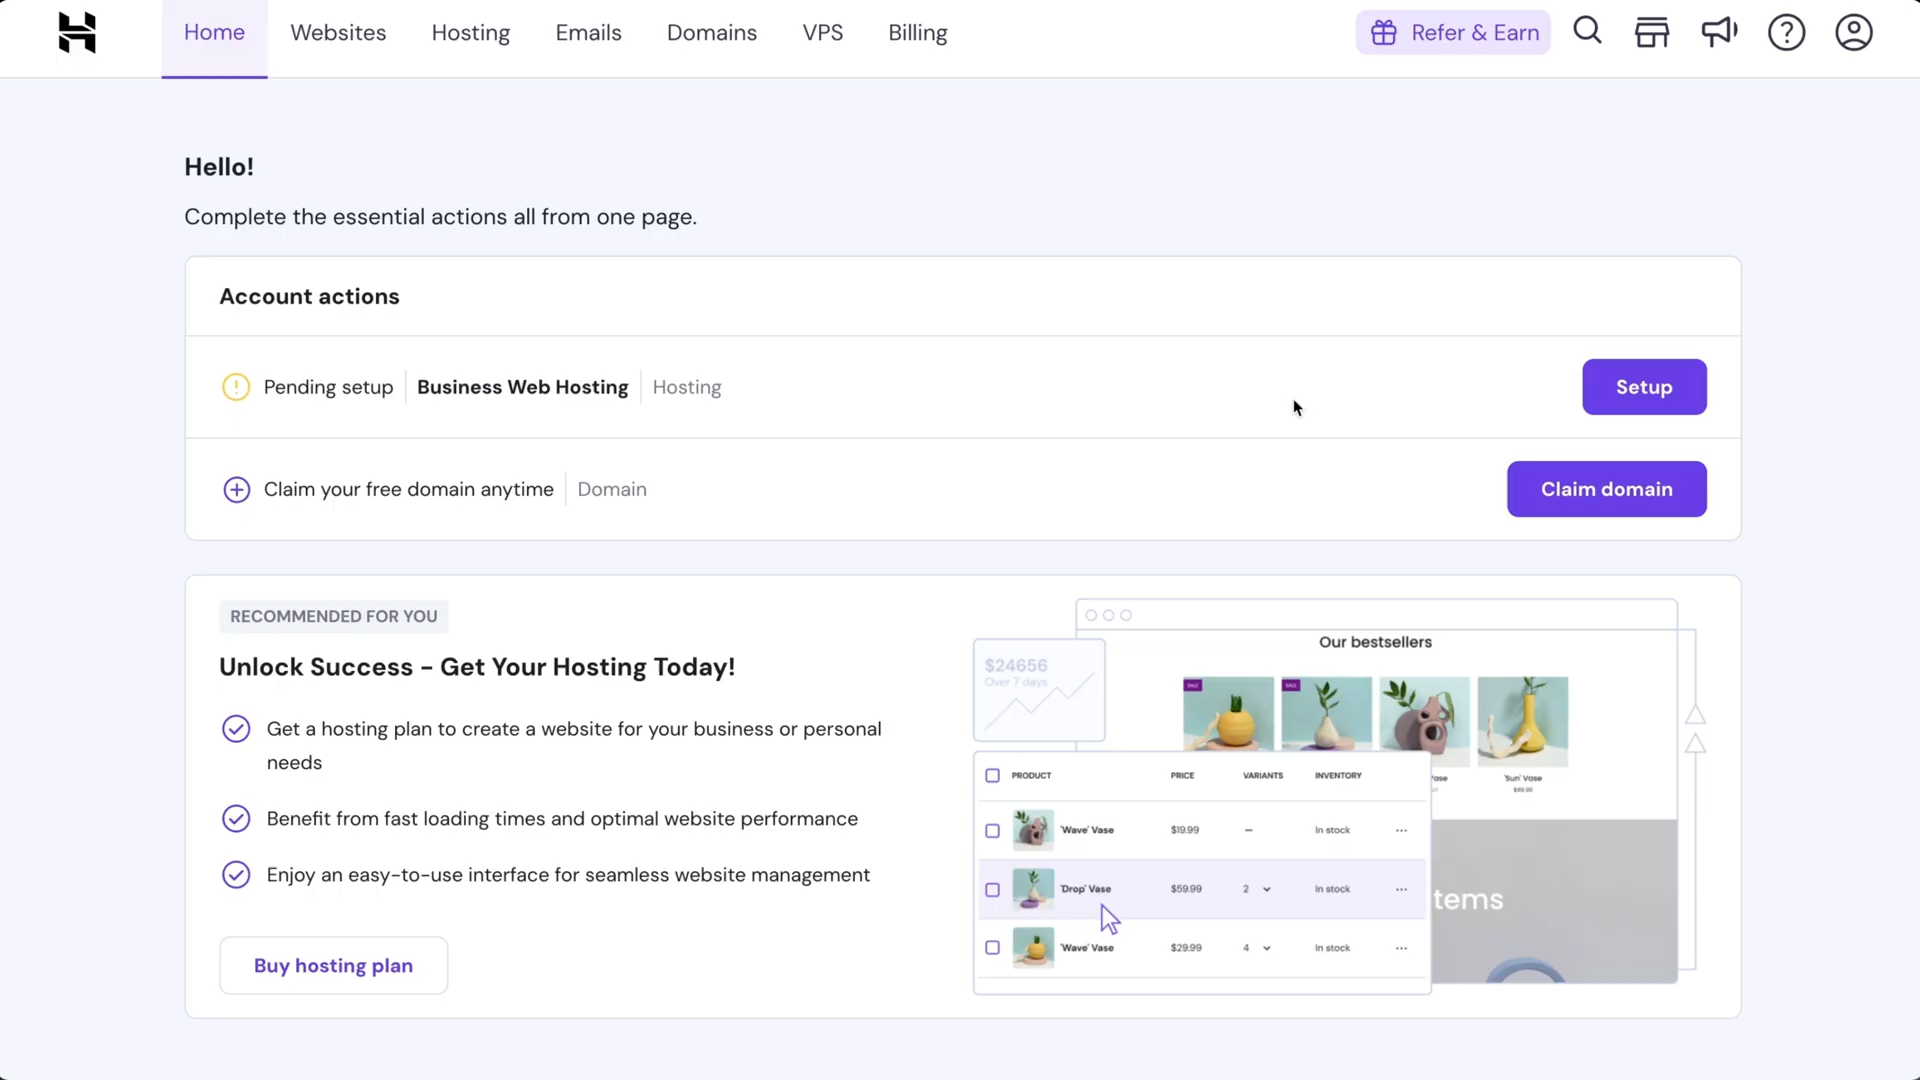 Home Websites Hosting Emails Domains VPS Billing Refer & Earn
Hello!
Complete the essential actions all from one page.
Account actions
Pending setup Business Web Hosting Hosting Setup
Claim your free domain anytime Domain Claim domain
RECOMMENDED FOR YOU
Unlock Success - Get Your Hosting Today!
Get a hosting plan to create a website for your business or personal
needs
Benefit from fast loading times and optimal website performance
Enjoy an easy-to-use interface for seamless website management
Buy hosting plan
Our bestsellers
$24656
Over 7 days
SALE SALE
'Sun' Vase
PRODUCT PRICE VARIANTS INVENTORY
'Wave' Vase $19.99 – In stock ...
'Drop' Vase $59.99 2 In stock ...
'Wave' Vase $29.99 4 In stock ...
tems